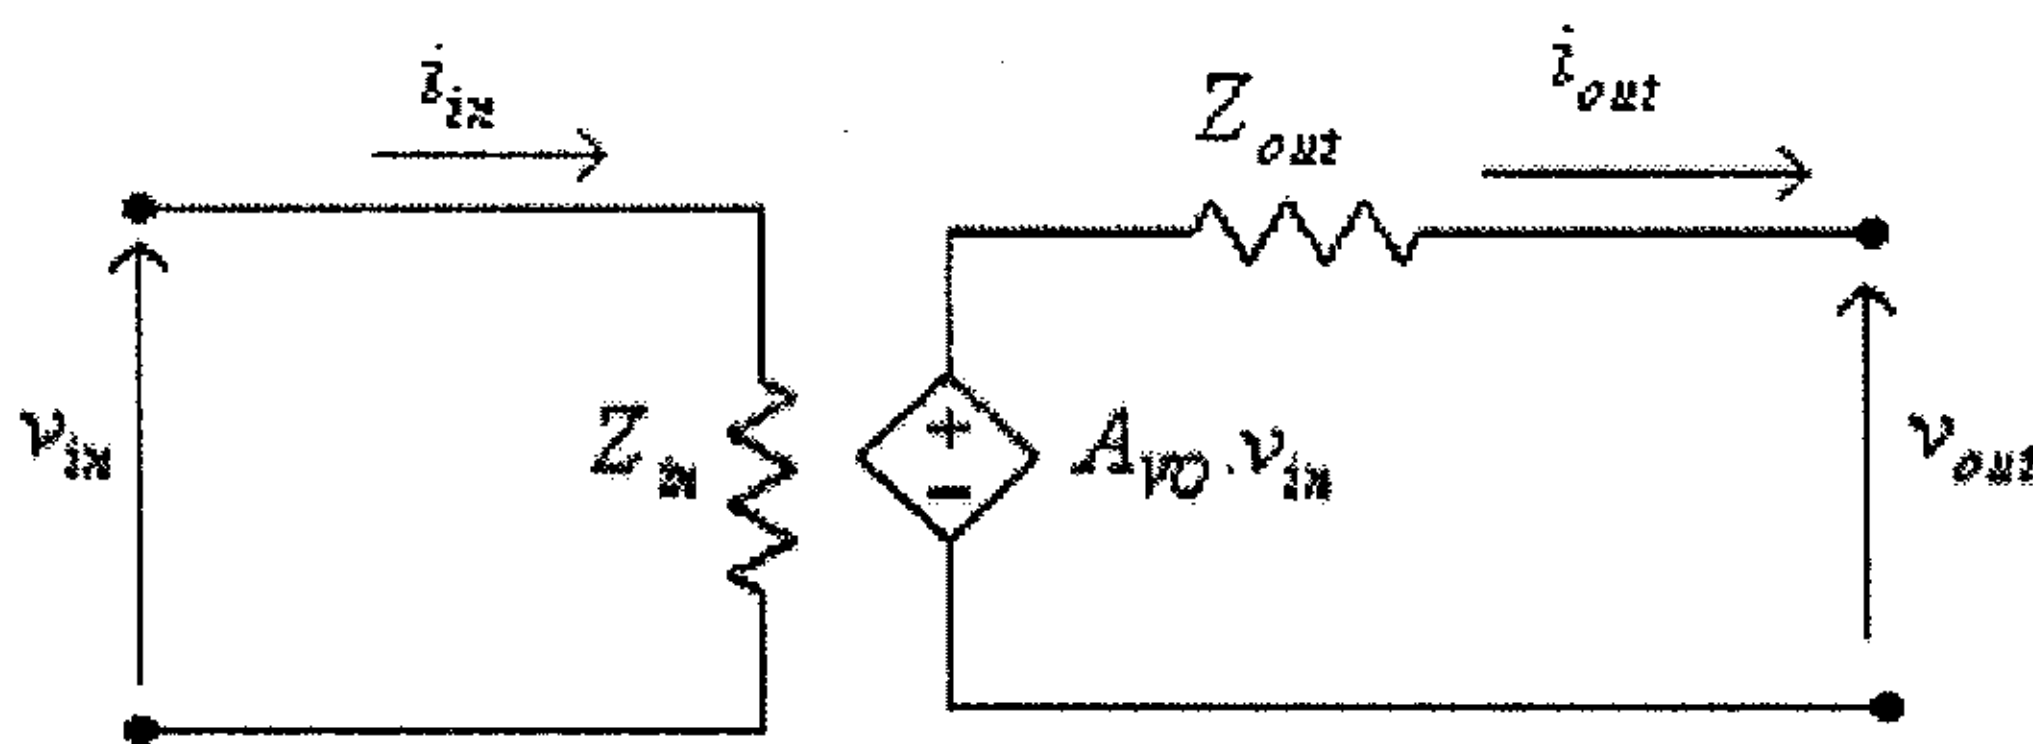 i_in
Z_out
i_out
v_in
Z_in
+
−
A_VO · v_in
v_out